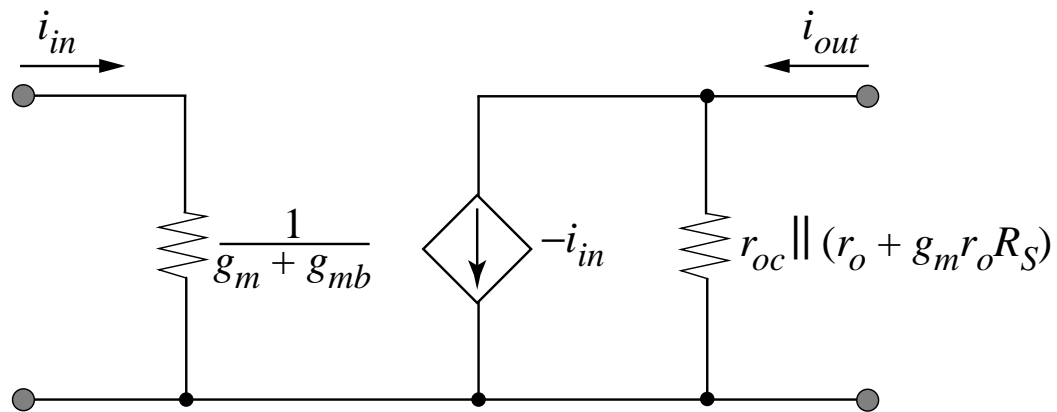 i_in
i_out
1
g_m + g_mb
−i_in
r_oc || (r_o + g_m r_o R_S)